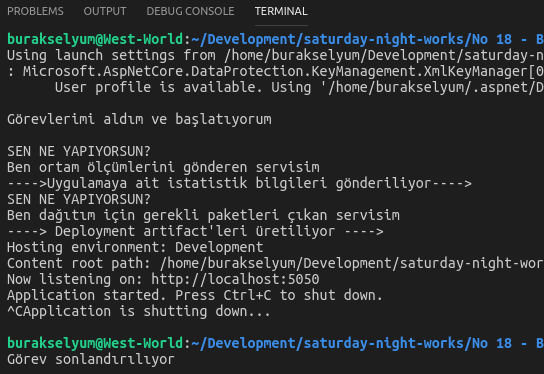 PROBLEMS OUTPUT DEBUG CONSOLE TERMINAL
burakselyum@West-World:~/Development/saturday-night-works/No 18 - B
Using launch settings from /home/burakselyum/Development/saturday-n
: Microsoft.AspNetCore.DataProtection.KeyManagement.XmlKeyManager[0
User profile is available. Using '/home/burakselyum/.aspnet/D
Görevlerimi aldım ve başlatıyorum
SEN NE YAPIYORSUN?
Ben ortam ölçümlerini gönderen servisim
---->Uygulamaya ait istatistik bilgileri gönderiliyor---->
SEN NE YAPIYORSUN?
Ben dağıtım için gerekli paketleri çıkan servisim
----> Deployment artifact'leri üretiliyor ---->
Hosting environment: Development
Content root path: /home/burakselyum/Development/saturday-night-wor
Now listening on: http://localhost:5050
Application started. Press Ctrl+C to shut down.
^CApplication is shutting down...
burakselyum@West-World:~/Development/saturday-night-works/No 18 - B
Görev sonlandırılıyor